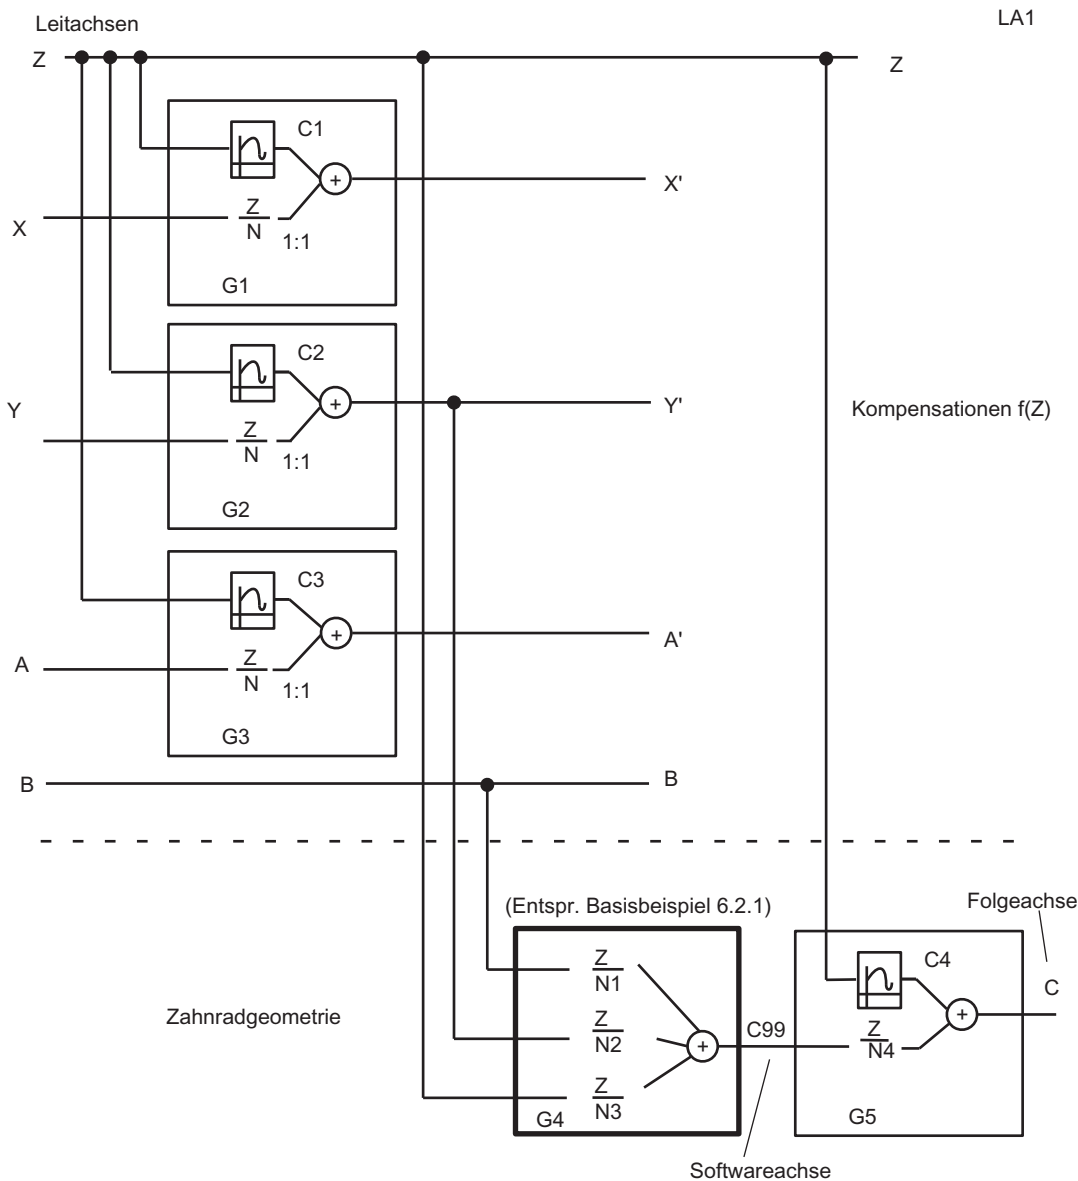 Leitachsen
LA1
Z
Z
C1
X'
X
Z
N
1:1
G1
C2
Y
Y'
Kompensationen f(Z)
Z
N
1:1
G2
C3
A
A'
Z
N
1:1
G3
B
B
(Entspr. Basisbeispiel 6.2.1)
Folgeachse
Z
N1
C4
C
Zahnradgeometrie
Z
N2
+
C99
Z
N4
Z
N3
G4
G5
Softwareachse